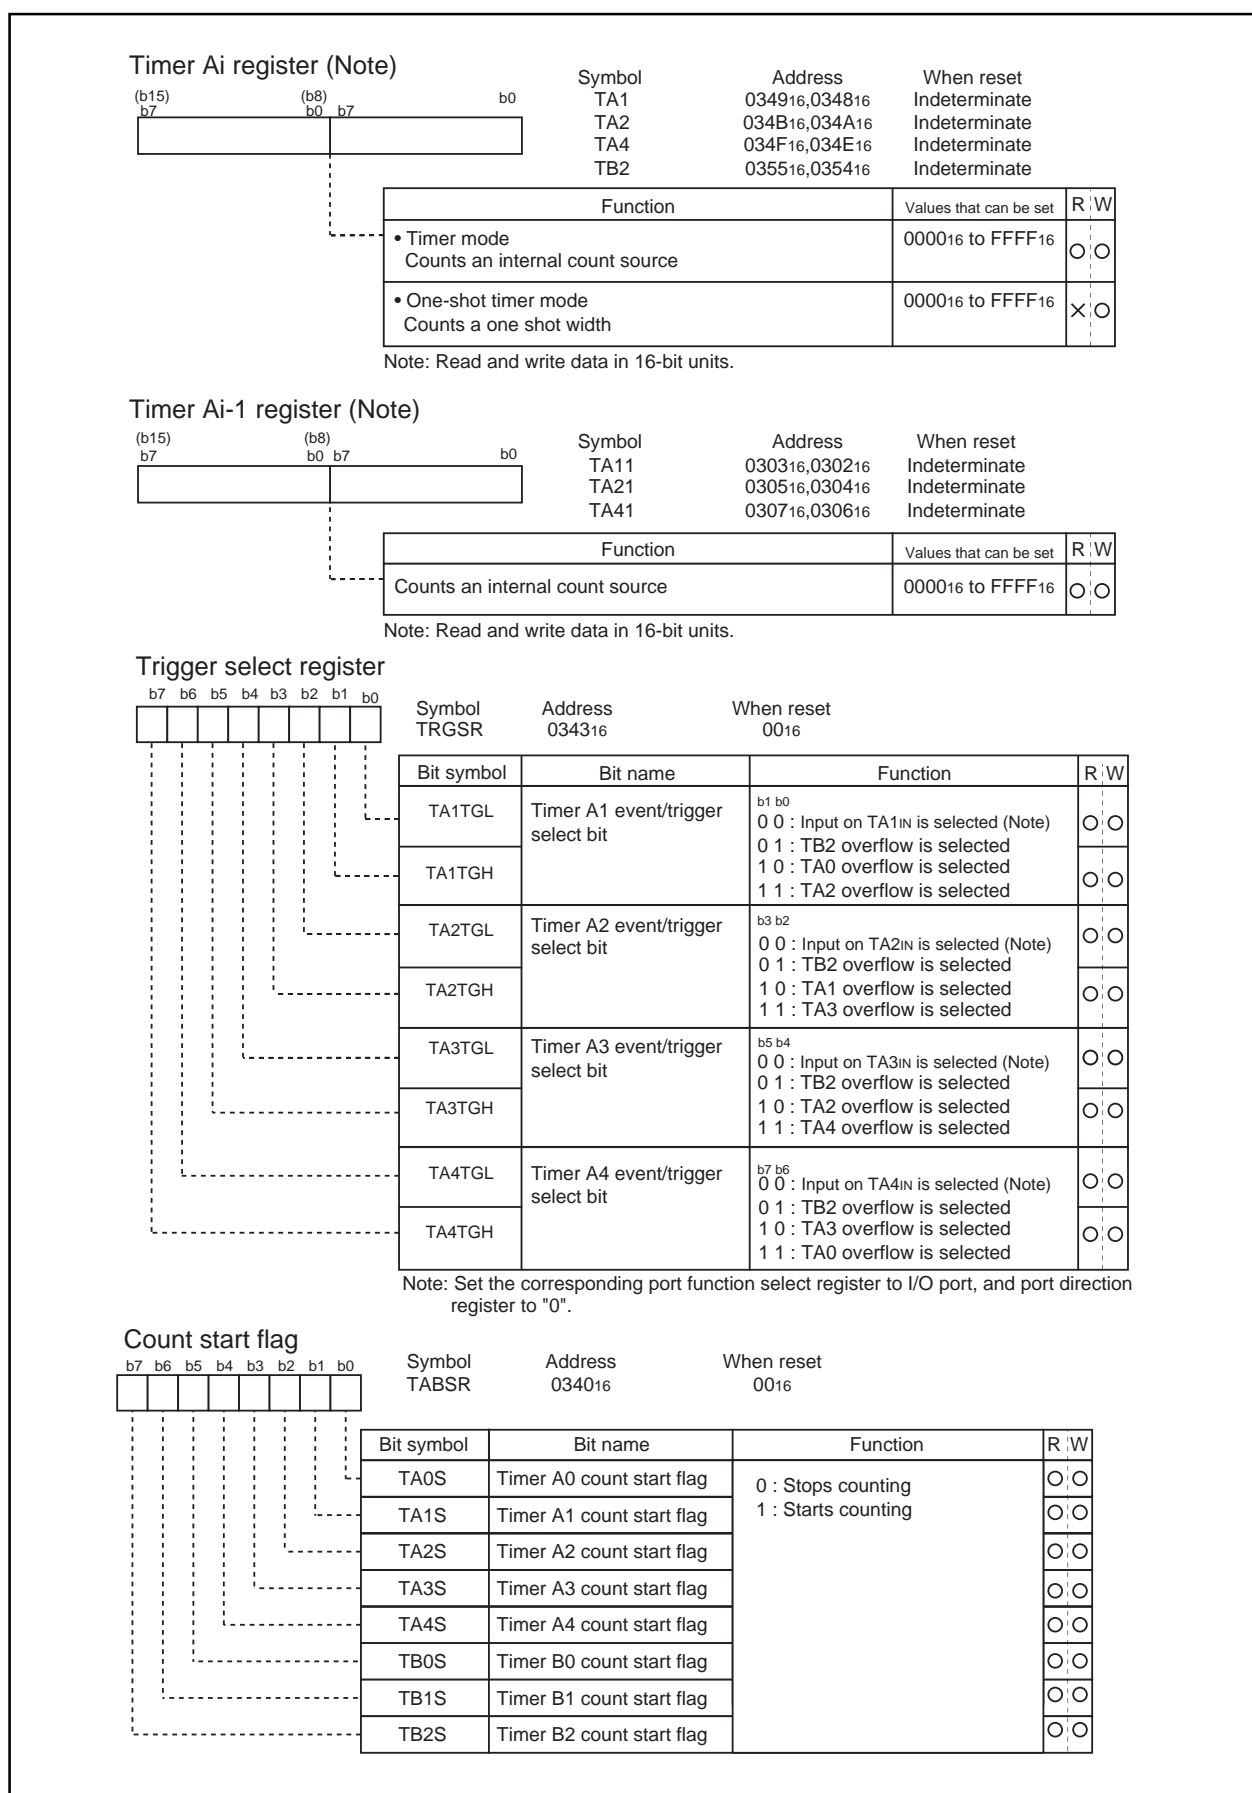 Timer Ai register (Note)
Symbol Address When reset
(b15) (b8)
b7 b0 b7 b0
TA1 034916,034816 Indeterminate
TA2 034B16,034A16 Indeterminate
TA4 034F16,034E16 Indeterminate
TB2 035516,035416 Indeterminate
Function Values that can be set R W
• Timer mode 000016 to FFFF16
Counts an internal count source
• One-shot timer mode 000016 to FFFF16
Counts a one shot width
Note: Read and write data in 16-bit units.
Timer Ai-1 register (Note)
(b15) (b8) Symbol Address When reset
b7 b0 b7 b0
TA11 030316,030216 Indeterminate
TA21 030516,030416 Indeterminate
TA41 030716,030616 Indeterminate
Function Values that can be set R W
Counts an internal count source 000016 to FFFF16
Note: Read and write data in 16-bit units.
Trigger select register
b7 b6 b5 b4 b3 b2 b1 b0
Symbol Address When reset
TRGSR 034316 0016
Bit symbol Bit name Function R W
TA1TGL Timer A1 event/trigger
select bit
b1 b0
0 0 : Input on TA1IN is selected (Note)
0 1 : TB2 overflow is selected
TA1TGH 1 0 : TA0 overflow is selected
1 1 : TA2 overflow is selected
TA2TGL Timer A2 event/trigger
select bit
b3 b2
0 0 : Input on TA2IN is selected (Note)
0 1 : TB2 overflow is selected
TA2TGH 1 0 : TA1 overflow is selected
1 1 : TA3 overflow is selected
TA3TGL Timer A3 event/trigger
select bit
b5 b4
0 0 : Input on TA3IN is selected (Note)
0 1 : TB2 overflow is selected
TA3TGH 1 0 : TA2 overflow is selected
1 1 : TA4 overflow is selected
TA4TGL Timer A4 event/trigger
select bit
b7 b6
0 0 : Input on TA4IN is selected (Note)
0 1 : TB2 overflow is selected
TA4TGH 1 0 : TA3 overflow is selected
1 1 : TA0 overflow is selected
Note: Set the corresponding port function select register to I/O port, and port direction
register to "0".
Count start flag
b7 b6 b5 b4 b3 b2 b1 b0
Symbol Address When reset
TABSR 034016 0016
Bit symbol Bit name Function R W
TA0S Timer A0 count start flag 0 : Stops counting
TA1S Timer A1 count start flag 1 : Starts counting
TA2S Timer A2 count start flag
TA3S Timer A3 count start flag
TA4S Timer A4 count start flag
TB0S Timer B0 count start flag
TB1S Timer B1 count start flag
TB2S Timer B2 count start flag